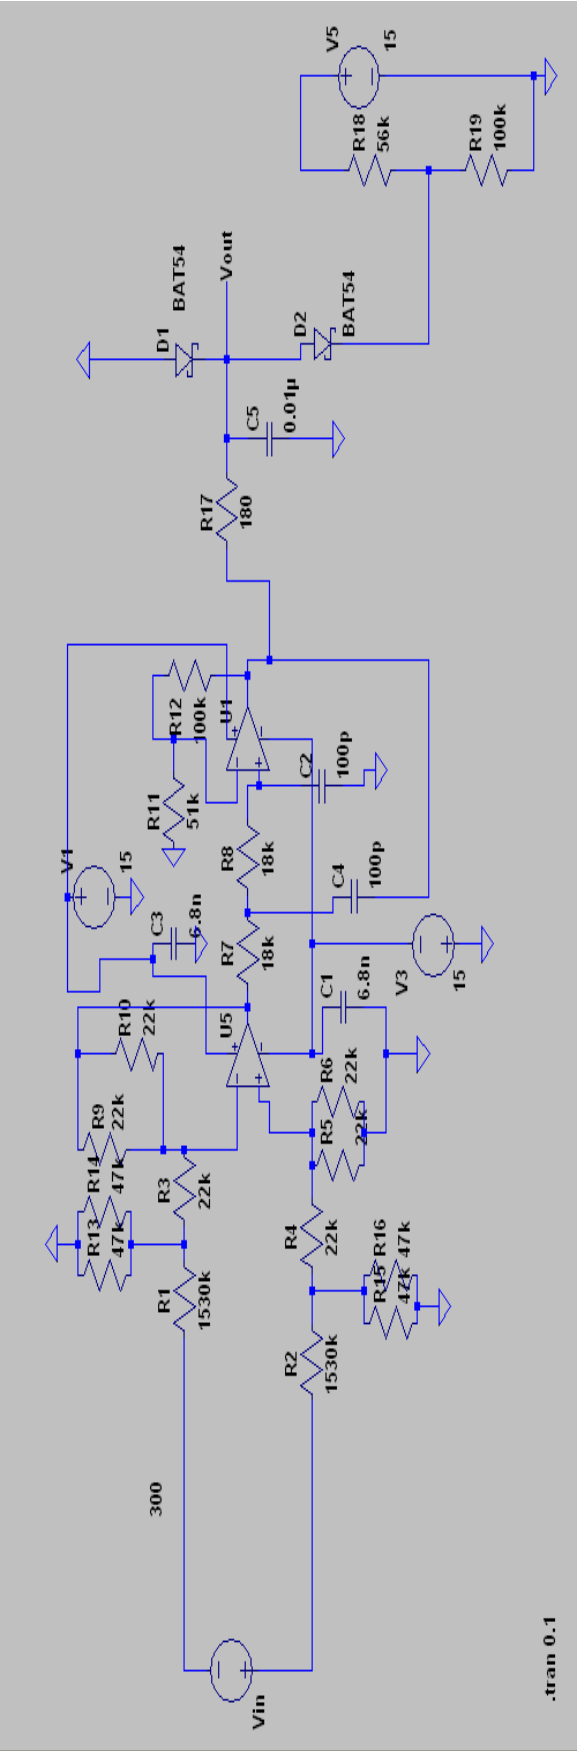 V5
15
R18
56k
R19
100k
D1
BAT54
Vout
D2
BAT54
C5
0.01µ
R17
180
R12
100k
U1
R11
51k
C2
100p
R8
18k
C4
100p
V1
15
C3
6.8n
R7
18k
V3
15
R10
22k
U5
C1
6.8n
R9
22k
R6
22k
R5
22k
R14
47k
R13
47k
R3
22k
R4
22k
R16
47k
R15
47k
R1
1530k
R2
1530k
300
Vin
.tran 0.1